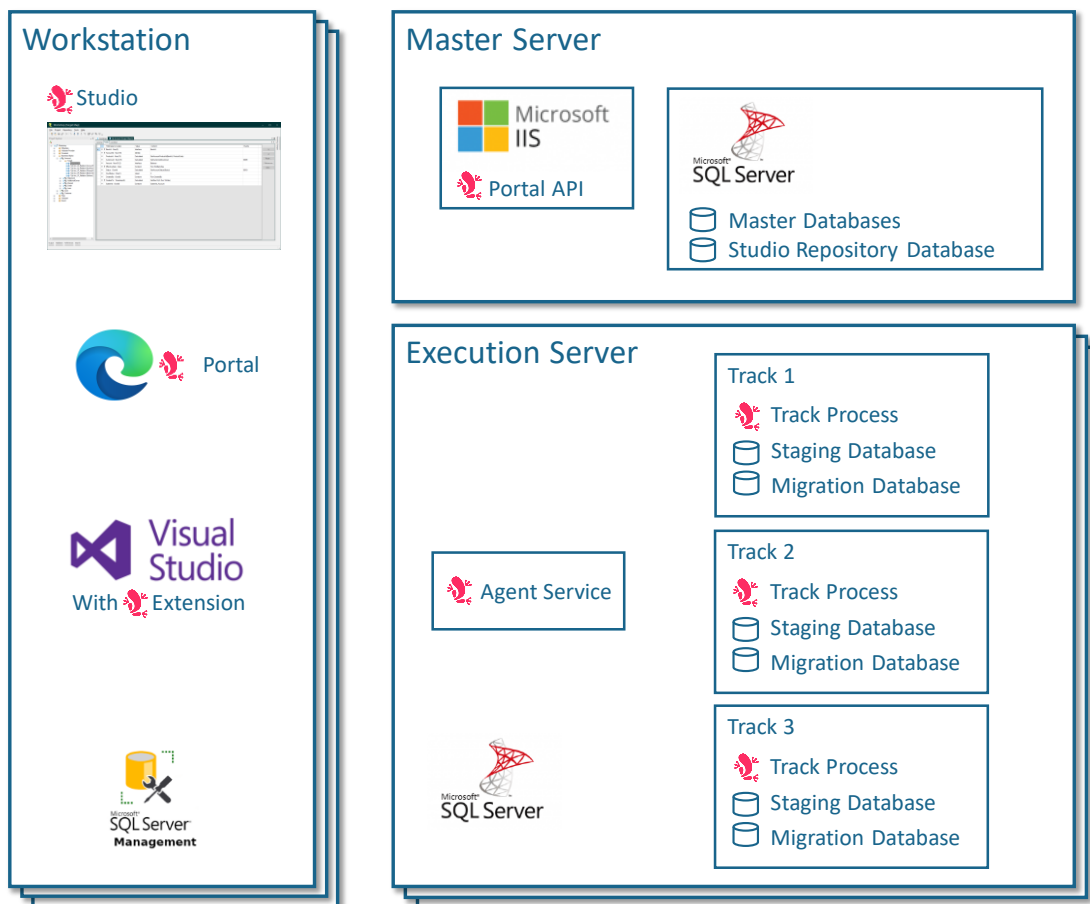 Workstation
Studio
Portal
Visual
Studio
With Extension
Microsoft
SQL Server
Management
Master Server
Microsoft
IIS
Portal API
Microsoft
SQL Server
Master Databases
Studio Repository Database
Execution Server
Agent Service
Microsoft
SQL Server
Track 1
Track Process
Staging Database
Migration Database
Track 2
Track Process
Staging Database
Migration Database
Track 3
Track Process
Staging Database
Migration Database